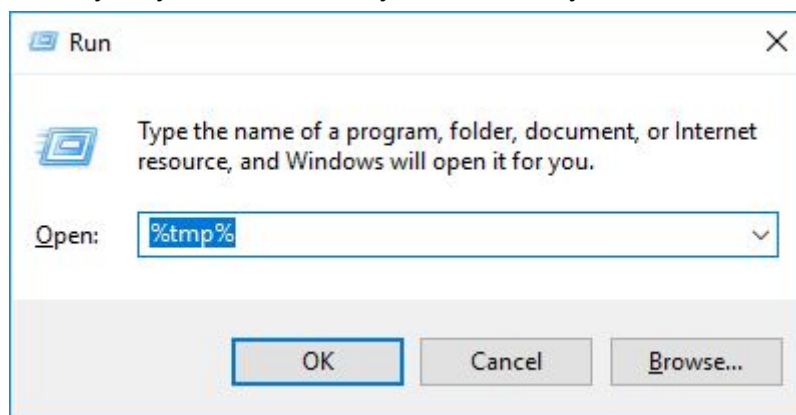 Run
Type the name of a program, folder, document, or Internet
resource, and Windows will open it for you.
Open: %tmp%
OK Cancel Browse...